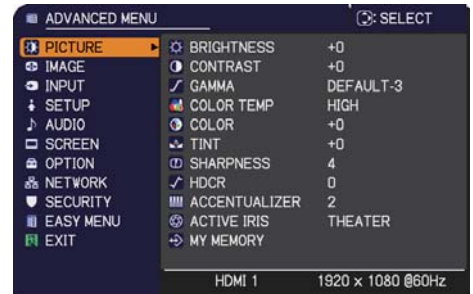 ADVANCED MENU : SELECT
PICTURE BRIGHTNESS +0
IMAGE CONTRAST +0
INPUT GAMMA DEFAULT-3
SETUP COLOR TEMP HIGH
AUDIO COLOR +0
SCREEN TINT +0
OPTION SHARPNESS 4
NETWORK HDCR 0
SECURITY ACCENTUALIZER 2
EASY MENU ACTIVE IRIS THEATER
EXIT MY MEMORY
HDMI 1 1920 x 1080 @60Hz